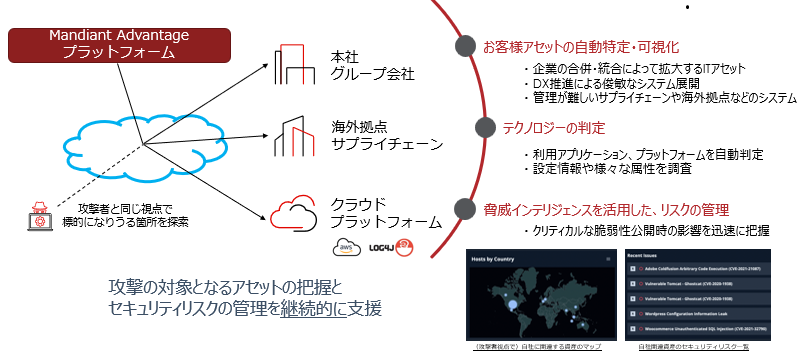 Mandiant Advantage
プラットフォーム
本社
グループ会社
海外拠点
サプライチェーン
クラウド
プラットフォーム
aws
LOG4J
攻撃者と同じ視点で
標的になりうる箇所を探索
攻撃の対象となるアセットの把握と
セキュリティリスクの管理を継続的に支援
お客様アセットの自動特定・可視化
・企業の合併・統合によって拡大するITアセット
・DX推進による俊敏なシステム展開
・管理が難しいサプライチェーンや海外拠点などのシステム
テクノロジーの判定
・利用アプリケーション、プラットフォームを自動判定
・設定情報や様々な属性を調査
脅威インテリジェンスを活用した、リスクの管理
・クリティカルな脆弱性公開時の影響を迅速に把握
Hosts by Country
Recent Issues
Adobe Coldfusion Arbitrary Code Execution (CVE-2021-21087)
Vulnerable Tomcat - Ghostcat (CVE-2020-1938)
Vulnerable Tomcat - Ghostcat (CVE-2020-1938)
Wordpress Configuration Information Leak
Woocommerce Unauthenticated SQL Injection (CVE-2021-32790)
（攻撃者視点で）自社に関連する資産のマップ
自社関連資産のセキュリティリスク一覧